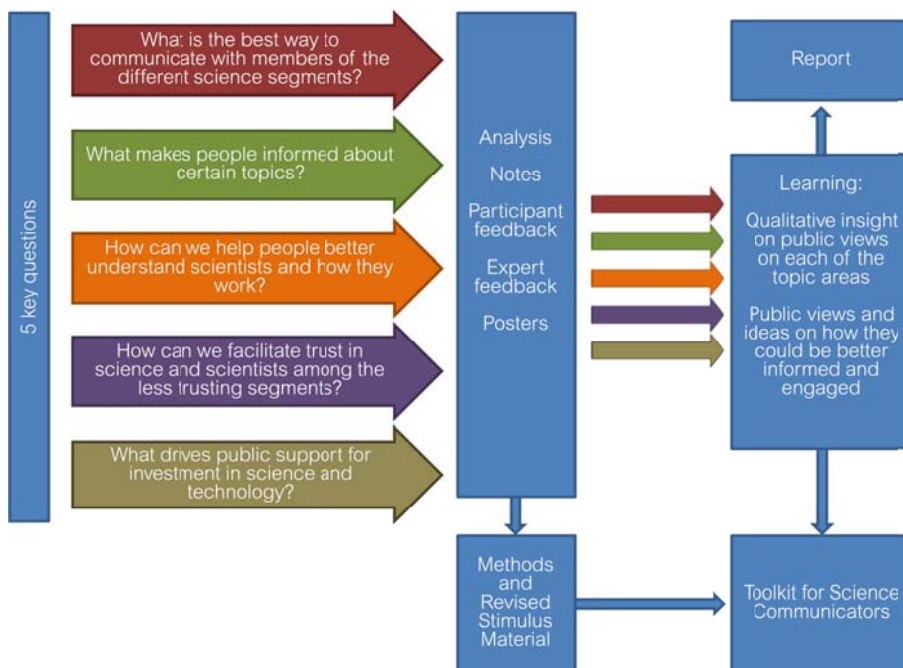 5 key questions
What is the best way to
communicate with members of the
different science segments?
What makes people informed about
certain topics?
How can we help people better
understand scientists and how they
work?
How can we facilitate trust in
science and scientists among the
less trusting segments?
What drives public support for
investment in science and
technology?
Analysis
Notes
Participant
feedback
Expert
feedback
Posters
Methods
and
Revised
Stimulus
Material
Report
Learning:
Qualitative insight
on public views
on each of the
topic areas
Public views and
ideas on how they
could be better
informed and
engaged
Toolkit for Science
Communicators